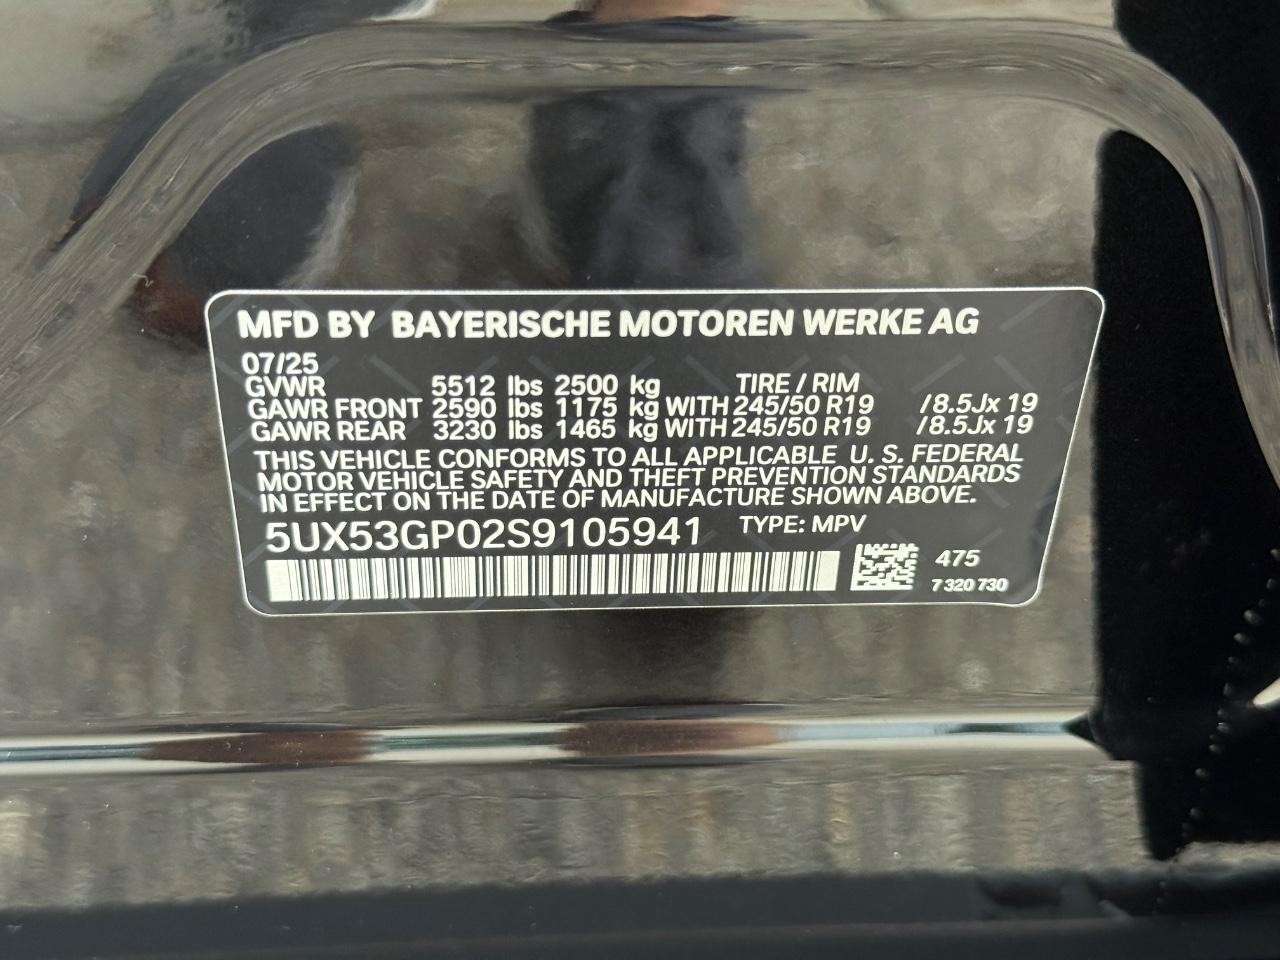 MFD BY BAYERISCHE MOTOREN WERKE AG
07/25
GVWR 5512 lbs 2500 kg TIRE / RIM
GAWR FRONT 2590 lbs 1175 kg WITH 245/50 R19 /8.5Jx 19
GAWR REAR 3230 lbs 1465 kg WITH 245/50 R19 /8.5Jx 19
THIS VEHICLE CONFORMS TO ALL APPLICABLE U. S. FEDERAL
MOTOR VEHICLE SAFETY AND THEFT PREVENTION STANDARDS
IN EFFECT ON THE DATE OF MANUFACTURE SHOWN ABOVE.
5UX53GP02S9105941 TYPE: MPV
475
7 320 730